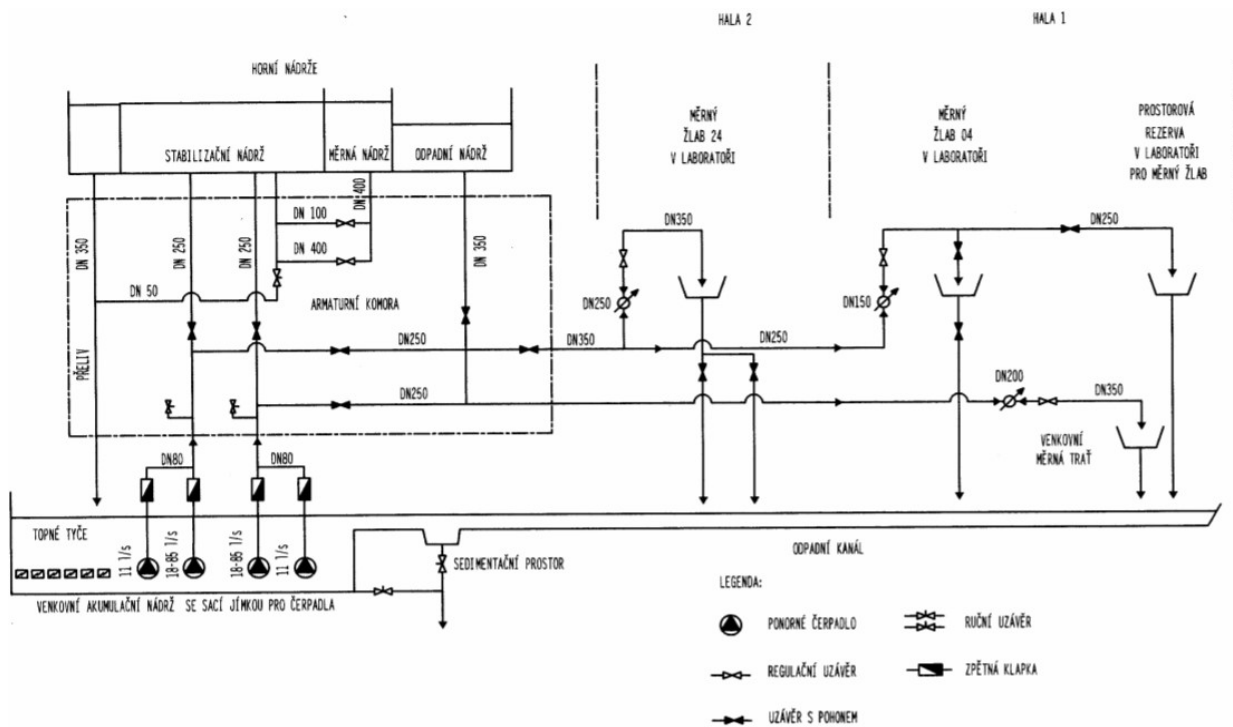 HALA 2
HALA 1
HORNÍ NÁDRŽE
MĚRNÝ
ŽLAB 24
V LABORATOŘI
MĚRNÝ
ŽLAB 04
V LABORATOŘI
PROSTOROVÁ
REZERVA
V LABORATOŘI
PRO MĚRNÝ ŽLAB
STABILIZAČNÍ NÁDRŽ
MĚRNÁ NÁDRŽ
ODPADNÍ NÁDRŽ
DN 350
DN 250
DN 250
DN 100
DN 400
DN 400
DN 350
DN 50
ARMATURNÍ KOMORA
PŘELIV
DN350
DN250
DN250
DN150
DN250
DN350
DN250
DN250
DN200
DN350
VENKOVNÍ
MĚRNÁ TRAŤ
DN80
DN80
TOPNÉ TYČE
11 l/s
18-85 l/s
18-85 l/s
11 l/s
SEDIMENTAČNÍ PROSTOR
ODPADNÍ KANÁL
VENKOVNÍ AKUMULAČNÍ NÁDRŽ SE SACÍ JÍMKOU PRO ČERPADLA
LEGENDA:
PONORNÉ ČERPADLO
RUČNÍ UZÁVĚR
REGULAČNÍ UZÁVĚR
ZPĚTNÁ KLAPKA
UZÁVĚR S POHONEM